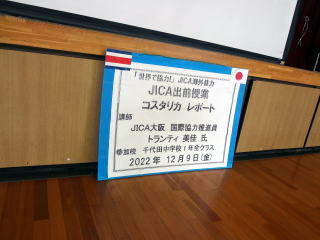 「世界で協力!」JICA海外協力
JICA出前授業
コスタリカ レポート
講師
JICA大阪 国際協力推進員
トランティ 美佳 氏
参加校 千代田中学校1年全クラス
2022年 12月9日(金)